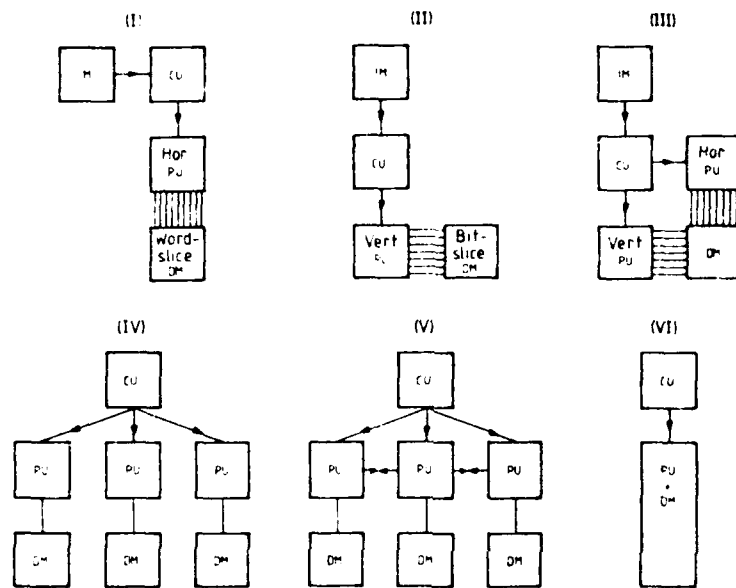 (I)
(II)
(III)
M
CU
Hor
PU
Word-
slice
DM
IM
CU
Vert
PU
Bit-
slice
DM
IM
CU
Hor
PU
Vert
PU
DM
(IV)
(V)
(VI)
CU
PU
PU
PU
DM
DM
DM
CU
PU
PU
PU
DM
DM
DM
CU
PU
+
DM